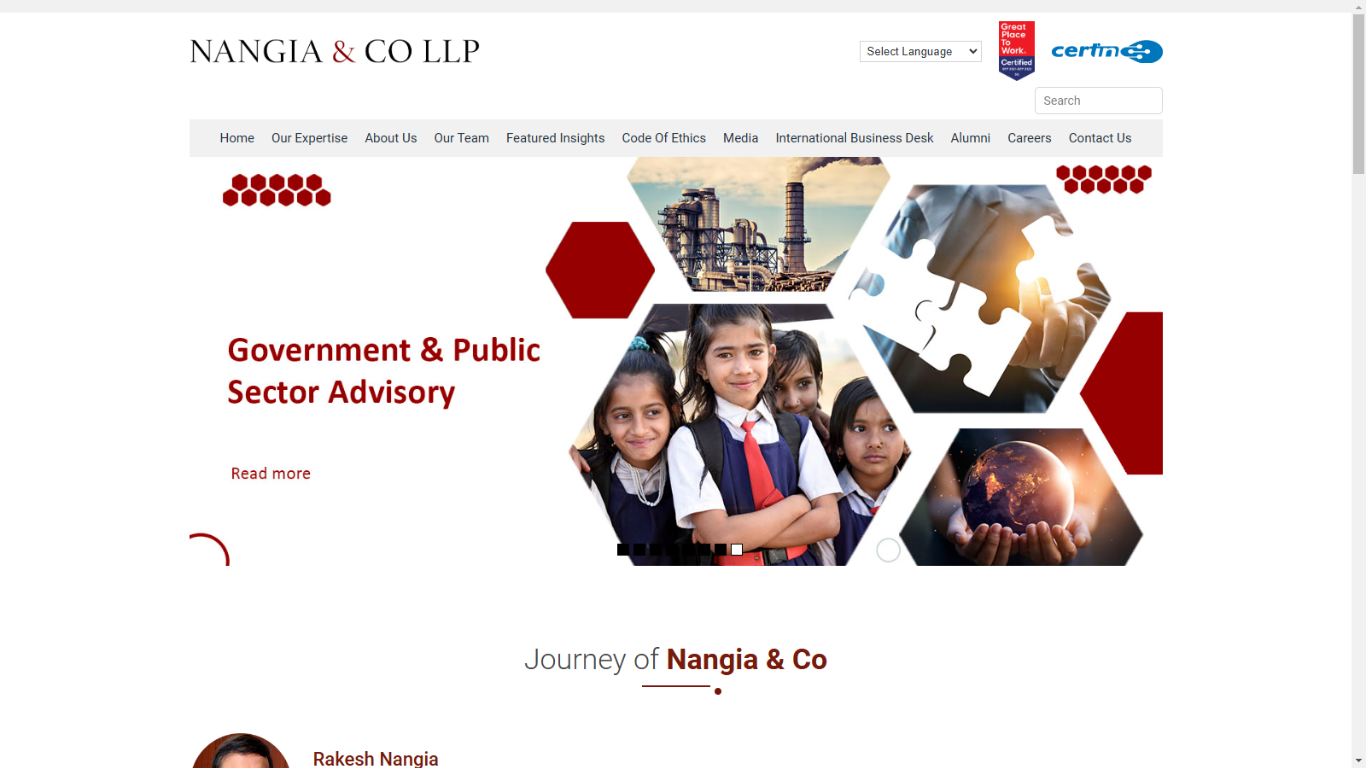 NANGIA & CO LLP
Select Language
Great
Place
To
Work.
Certified
Search
Home Our Expertise About Us Our Team Featured Insights Code Of Ethics Media International Business Desk Alumni Careers Contact Us
Government & Public
Sector Advisory
Read more
Journey of Nangia & Co
Rakesh Nangia